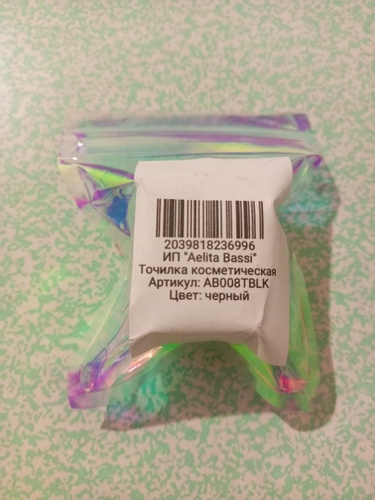 2039818236996
ИП "Aelita Bassi"
Точилка косметическая
Артикул: AB008TBLK
Цвет: черный